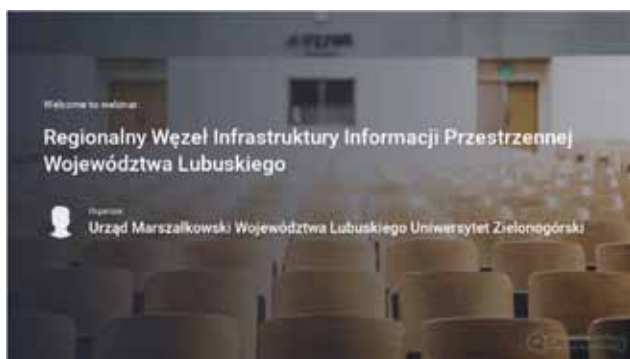 Welcome to webinar
Regionalny Węzeł Infrastruktury Informacji Przestrzennej
Województwa Lubuskiego
Organizer
Urząd Marszałkowski Województwa Lubuskiego Uniwersytet Zielonogórski